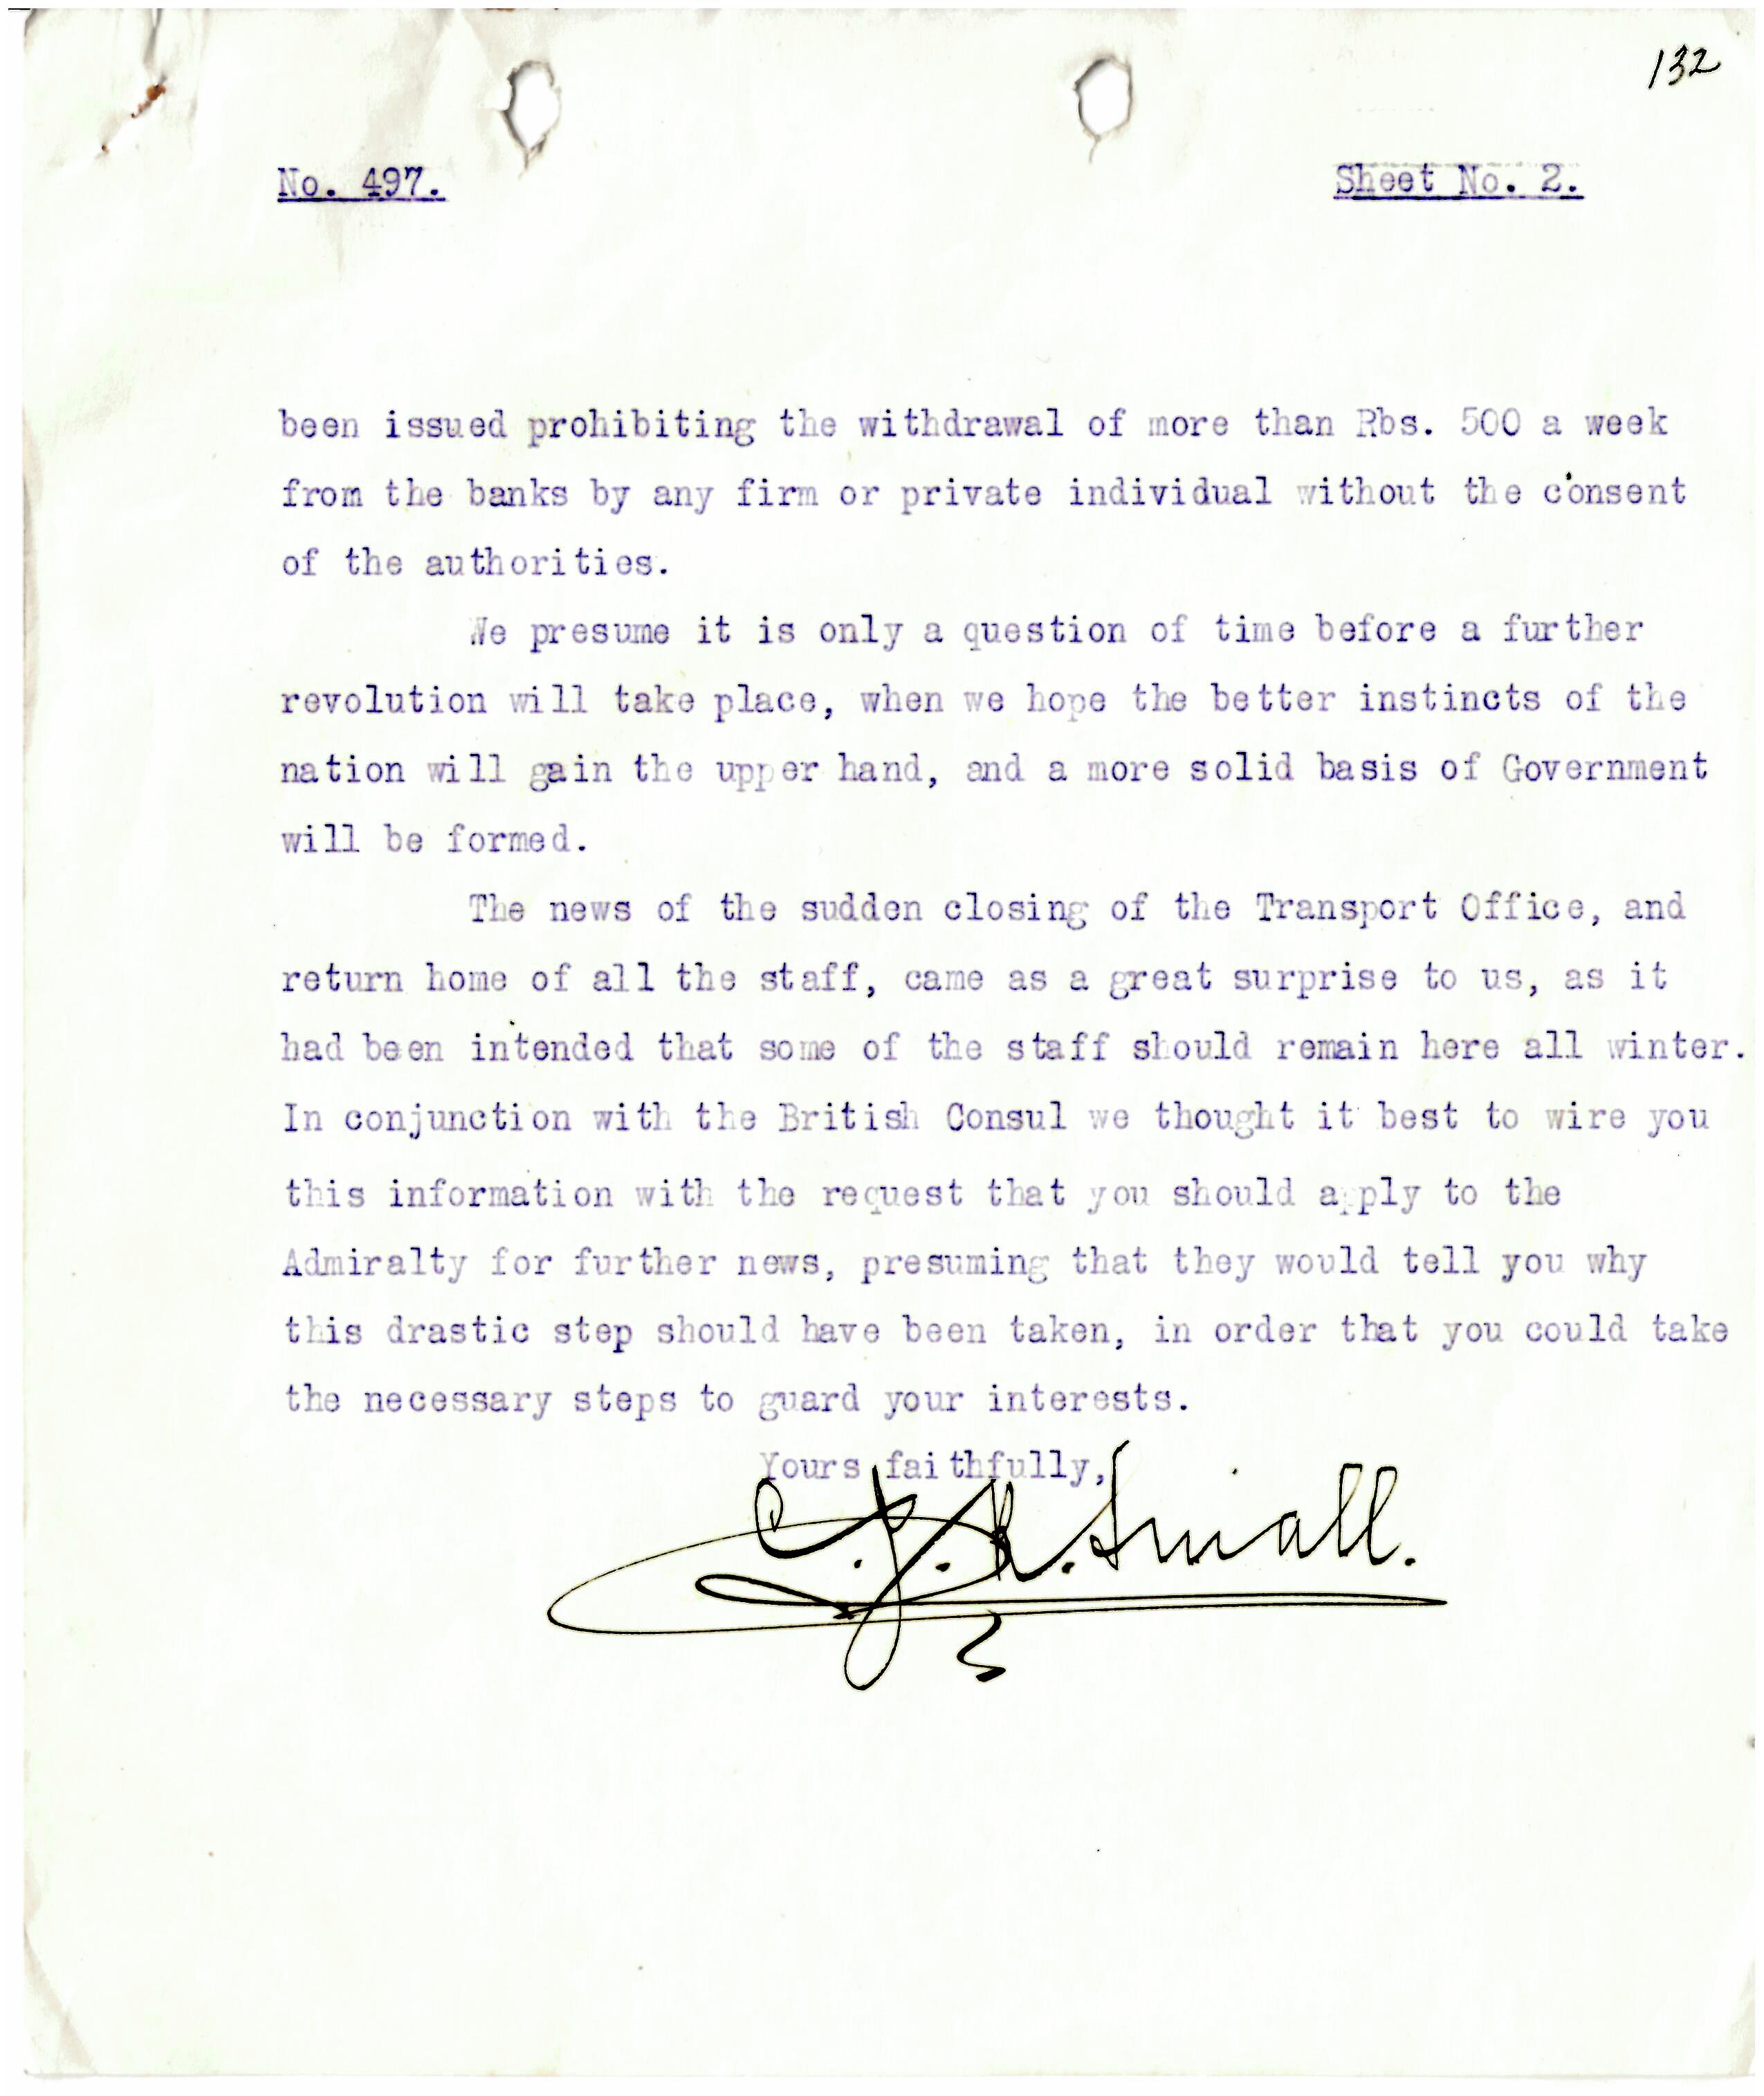 132
No. 497. Sheet No. 2.
been issued prohibiting the withdrawal of more than Rbs. 500 a week
from the banks by any firm or private individual without the consent
of the authorities.
We presume it is only a question of time before a further
revolution will take place, when we hope the better instincts of the
nation will gain the upper hand, and a more solid basis of Government
will be formed.
The news of the sudden closing of the Transport Office, and
return home of all the staff, came as a great surprise to us, as it
had been intended that some of the staff should remain here all winter.
In conjunction with the British Consul we thought it best to wire you
this information with the request that you should apply to the
Admiralty for further news, presuming that they would tell you why
this drastic step should have been taken, in order that you could take
the necessary steps to guard your interests.
Yours faithfully,
Small.